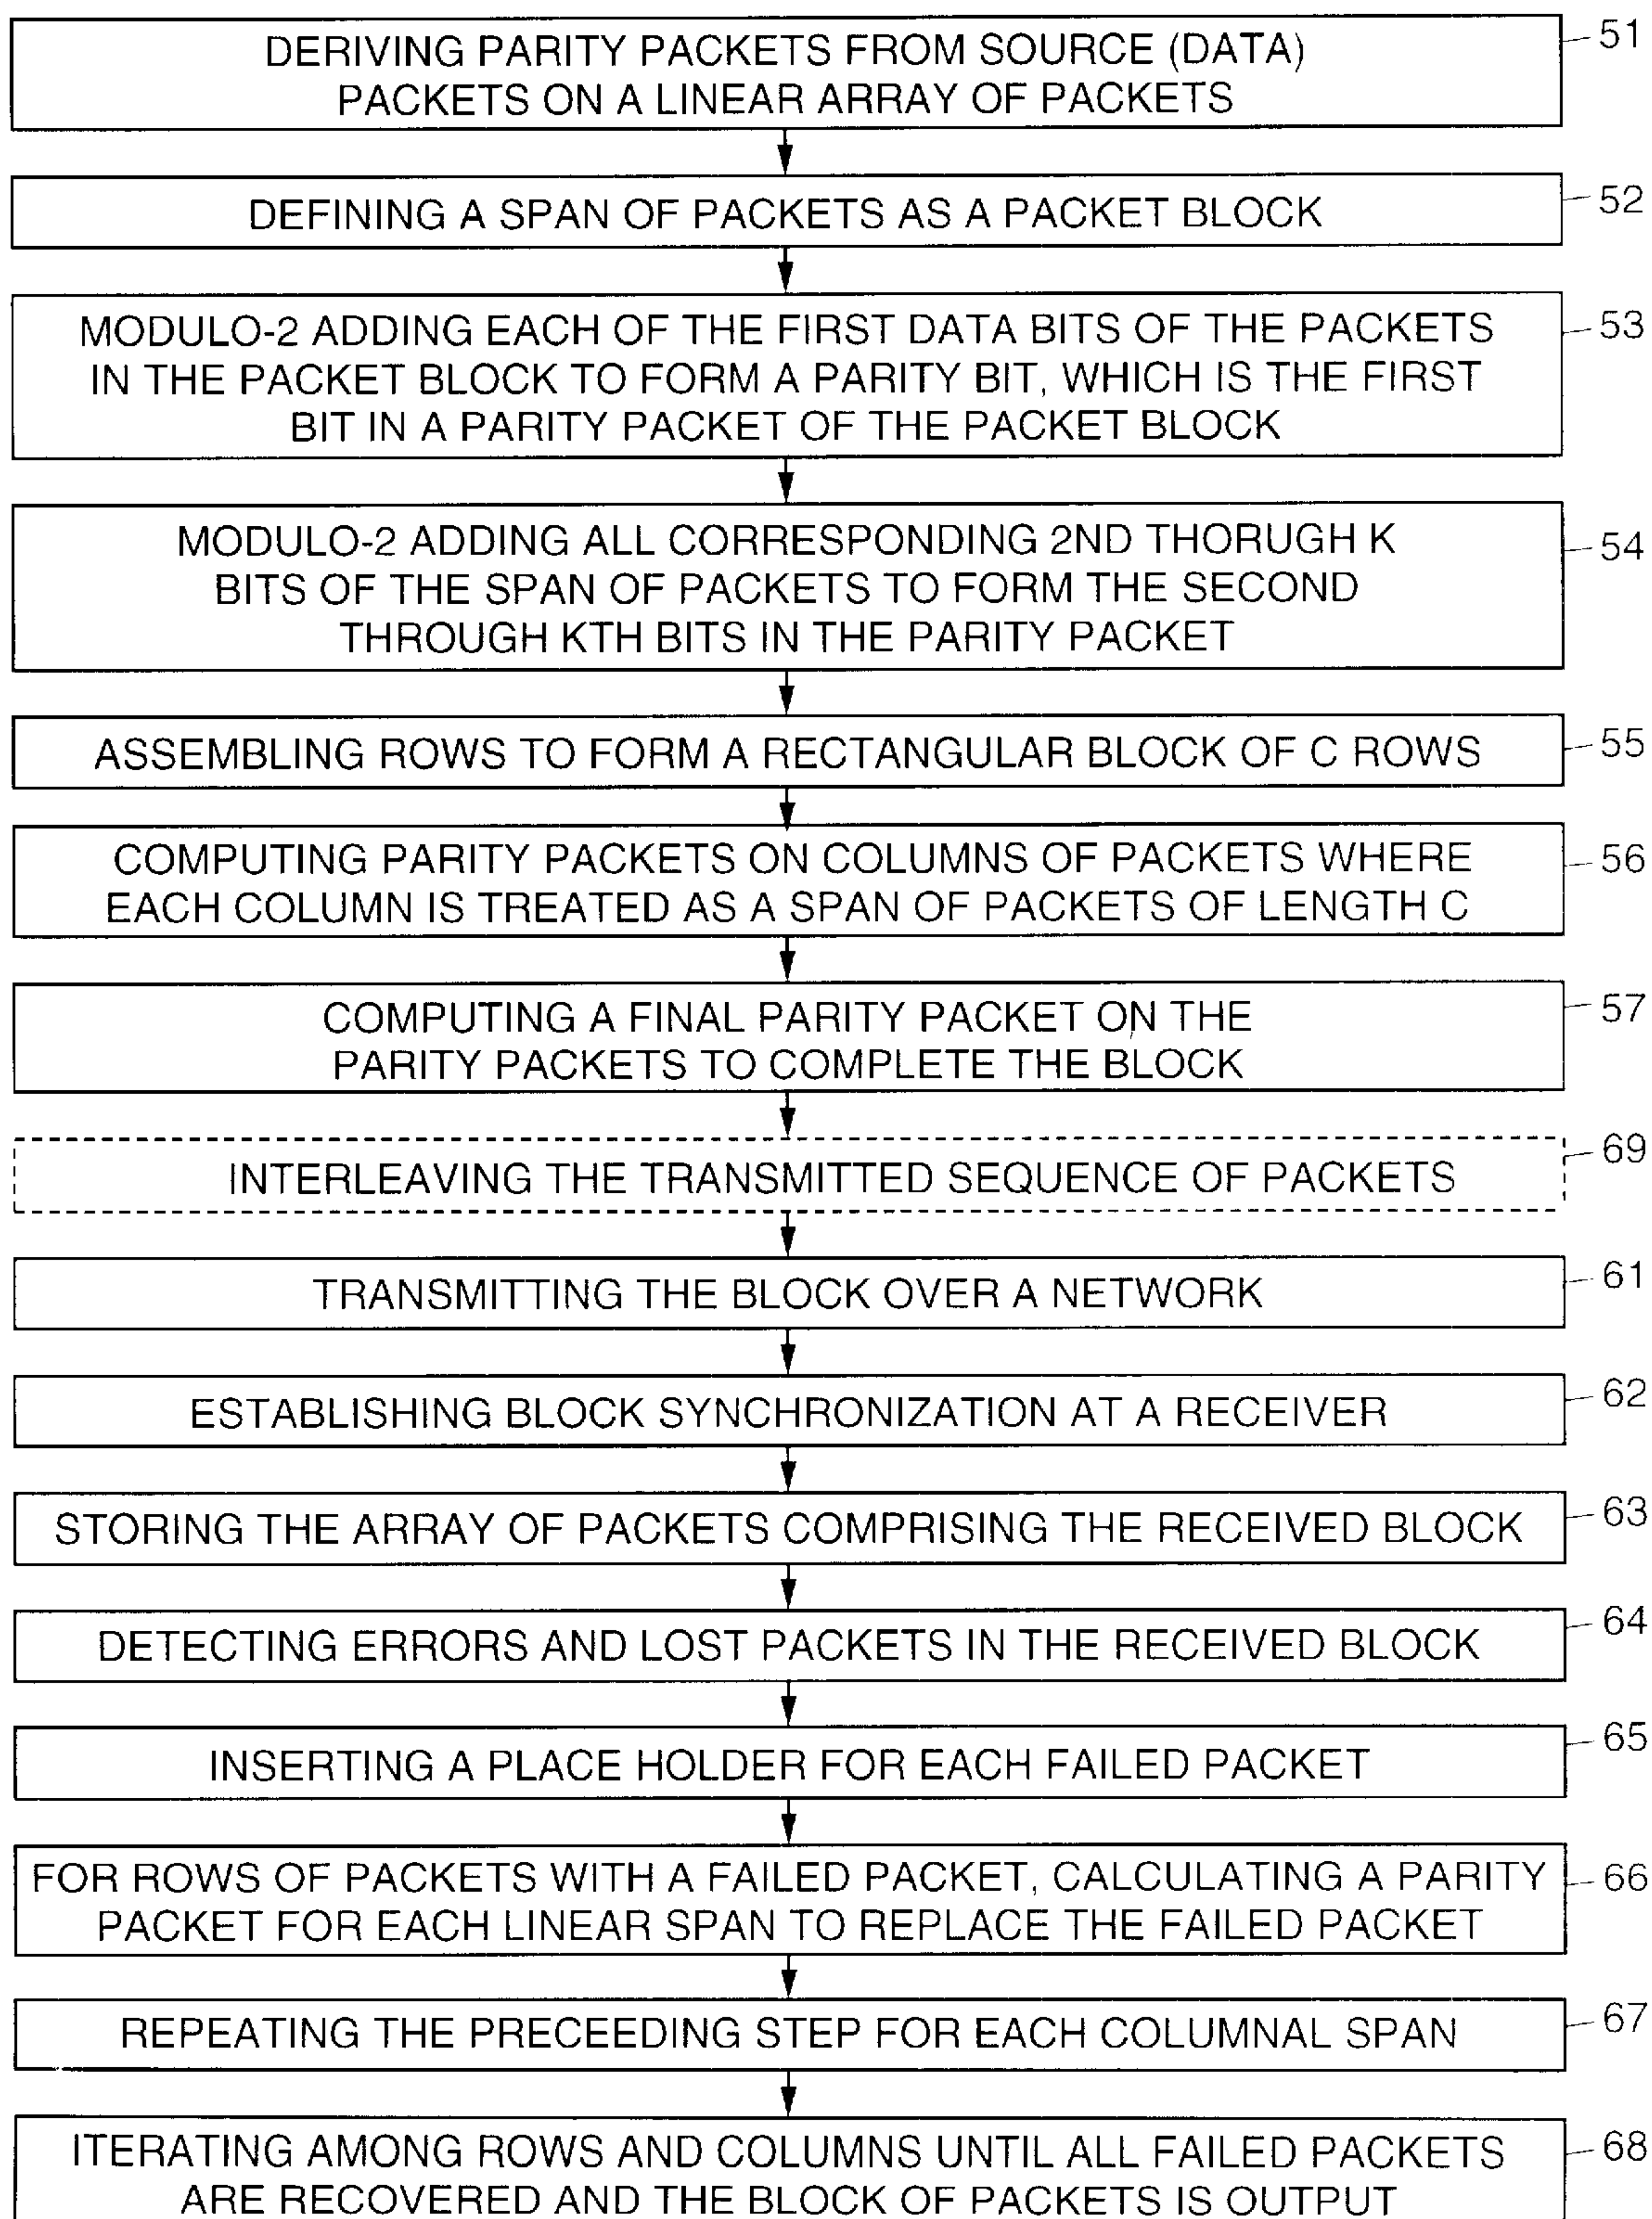 DERIVING PARITY PACKETS FROM SOURCE (DATA)
PACKETS ON A LINEAR ARRAY OF PACKETS
51
DEFINING A SPAN OF PACKETS AS A PACKET BLOCK
52
MODULO-2 ADDING EACH OF THE FIRST DATA BITS OF THE PACKETS
IN THE PACKET BLOCK TO FORM A PARITY BIT, WHICH IS THE FIRST
BIT IN A PARITY PACKET OF THE PACKET BLOCK
53
MODULO-2 ADDING ALL CORRESPONDING 2ND THORUGH K
BITS OF THE SPAN OF PACKETS TO FORM THE SECOND
THROUGH KTH BITS IN THE PARITY PACKET
54
ASSEMBLING ROWS TO FORM A RECTANGULAR BLOCK OF C ROWS
55
COMPUTING PARITY PACKETS ON COLUMNS OF PACKETS WHERE
EACH COLUMN IS TREATED AS A SPAN OF PACKETS OF LENGTH C
56
COMPUTING A FINAL PARITY PACKET ON THE
PARITY PACKETS TO COMPLETE THE BLOCK
57
INTERLEAVING THE TRANSMITTED SEQUENCE OF PACKETS
69
TRANSMITTING THE BLOCK OVER A NETWORK
61
ESTABLISHING BLOCK SYNCHRONIZATION AT A RECEIVER
62
STORING THE ARRAY OF PACKETS COMPRISING THE RECEIVED BLOCK
63
DETECTING ERRORS AND LOST PACKETS IN THE RECEIVED BLOCK
64
INSERTING A PLACE HOLDER FOR EACH FAILED PACKET
65
FOR ROWS OF PACKETS WITH A FAILED PACKET, CALCULATING A PARITY
PACKET FOR EACH LINEAR SPAN TO REPLACE THE FAILED PACKET
66
REPEATING THE PRECEEDING STEP FOR EACH COLUMNAL SPAN
67
ITERATING AMONG ROWS AND COLUMNS UNTIL ALL FAILED PACKETS
ARE RECOVERED AND THE BLOCK OF PACKETS IS OUTPUT
68